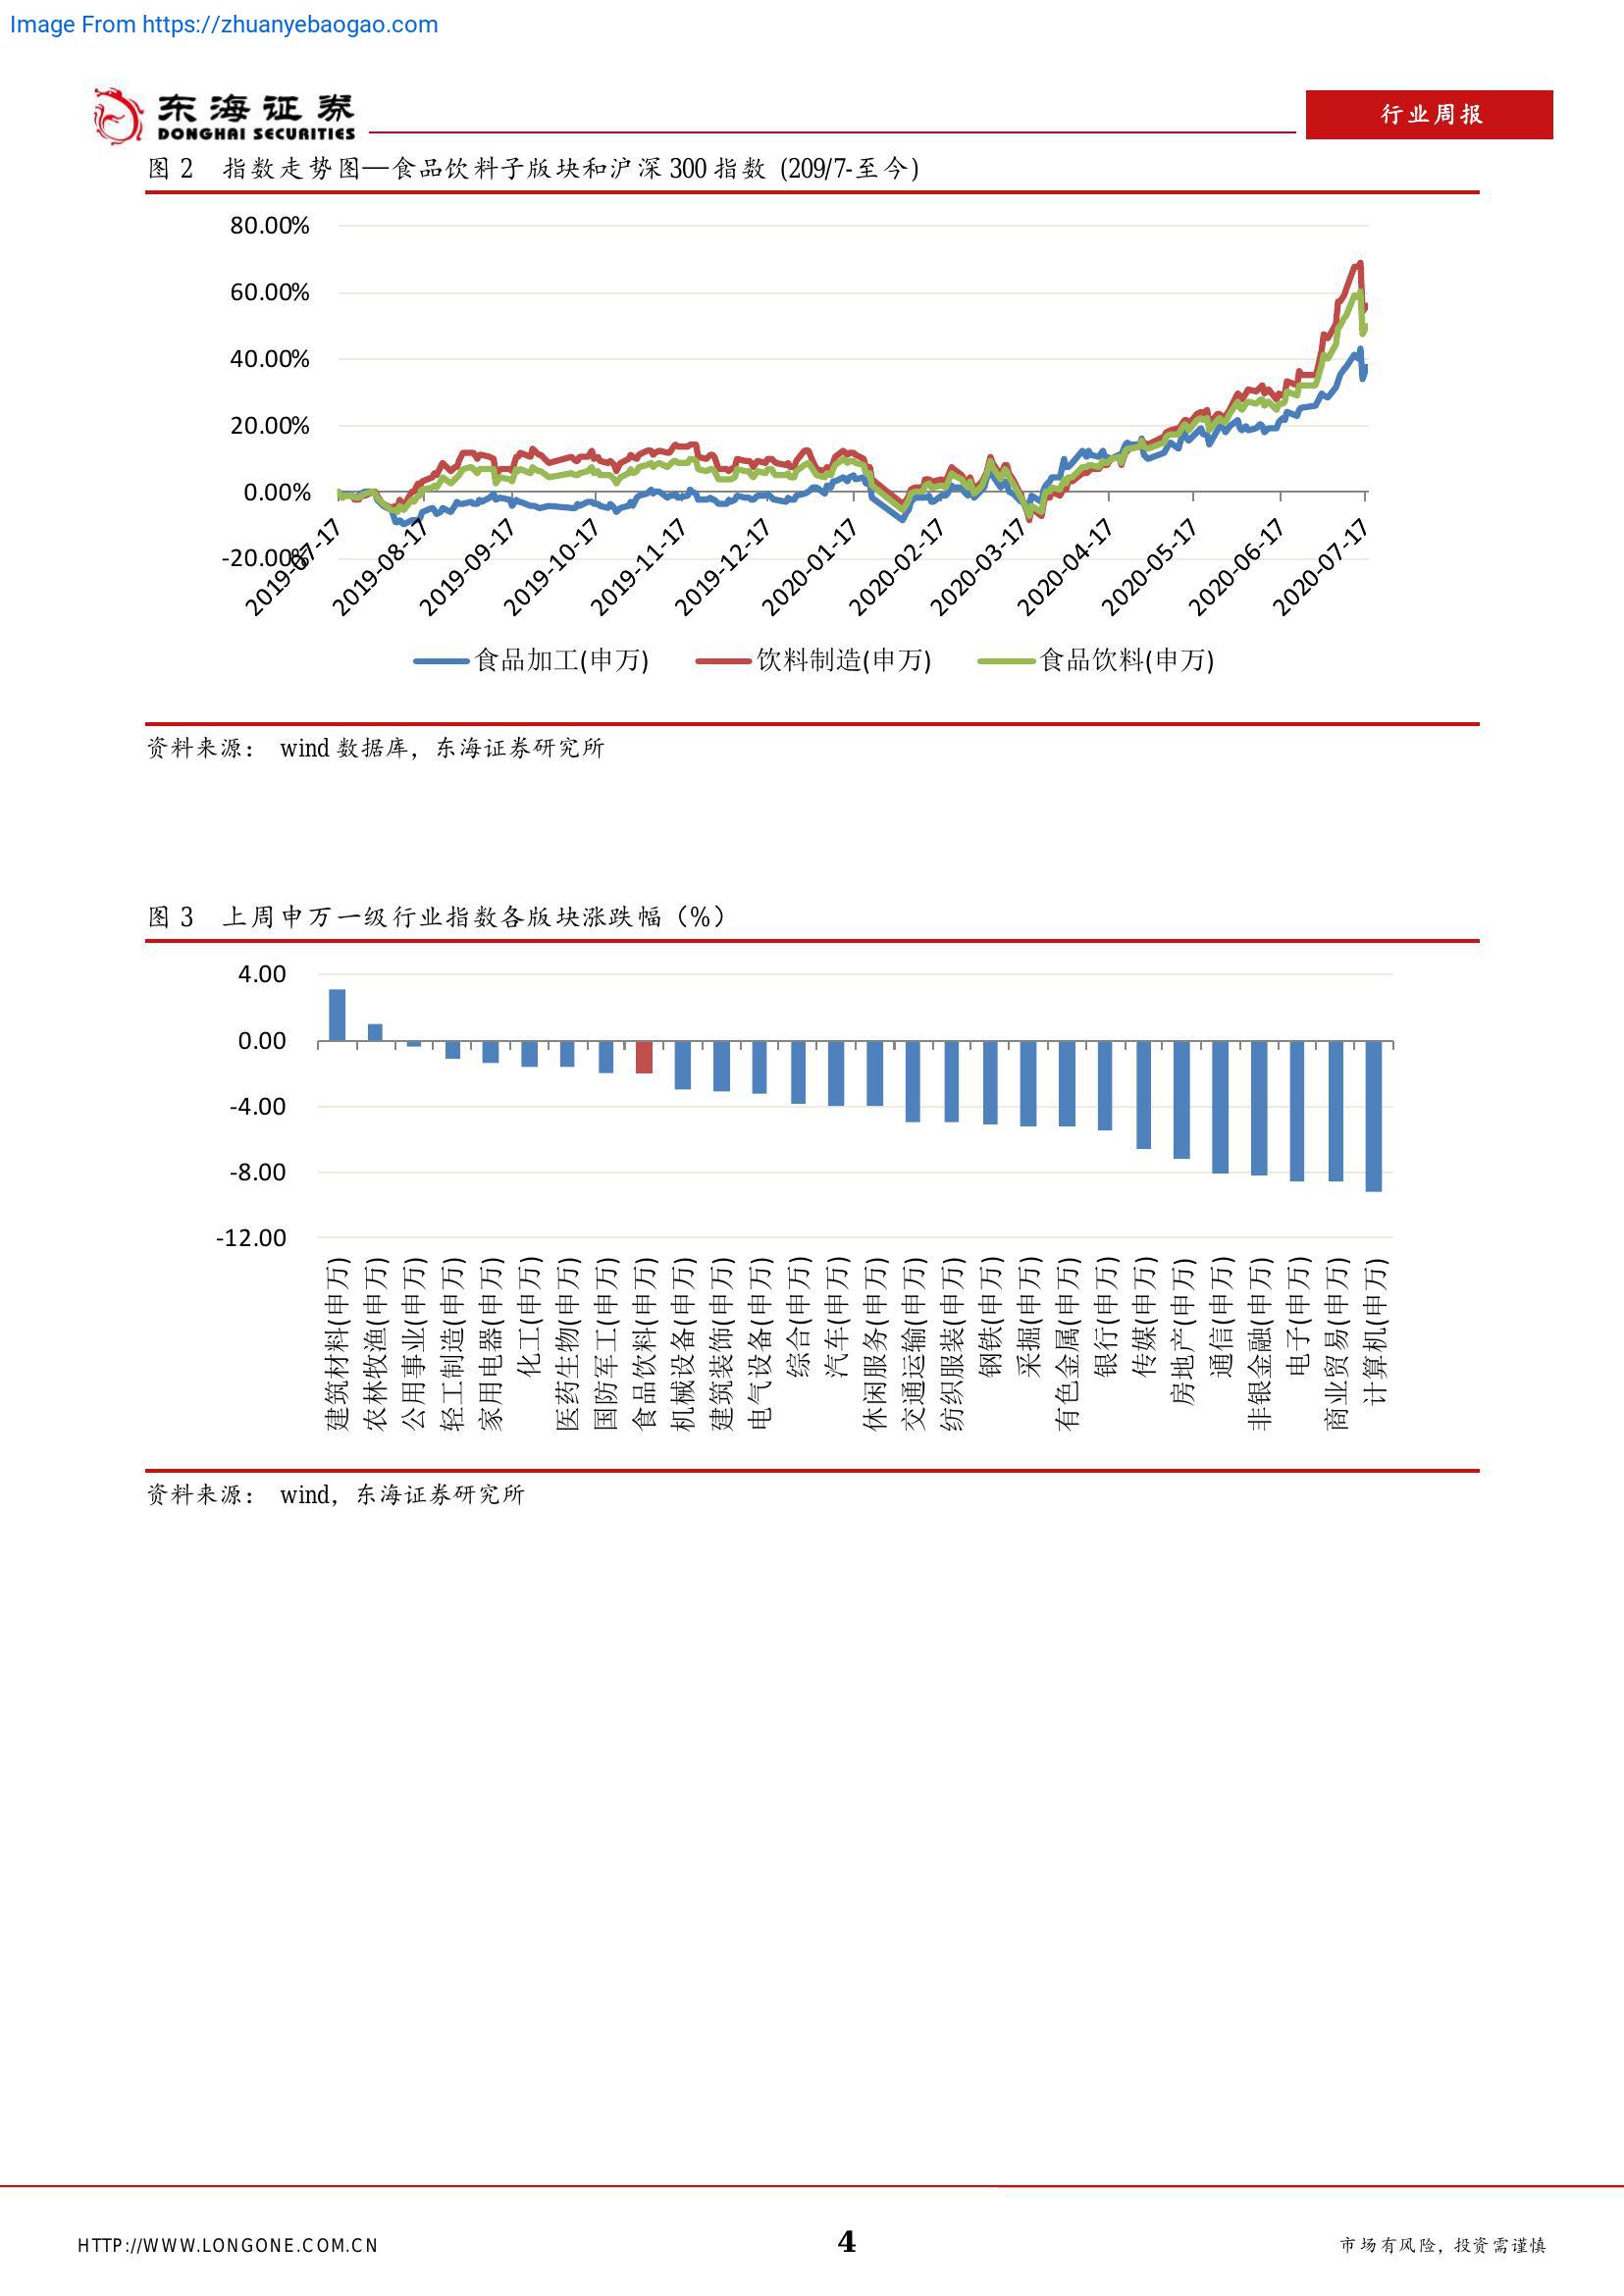 Image From https://zhuanyebaogao.com
东海证券
DONGHAI SECURITIES
行业周报
图 2 指数走势图—食品饮料子版块和沪深 300 指数 (209/7-至今)
80.00%
60.00%
40.00%
20.00%
0.00%
-20.00%
2019-07-17
2019-08-17
2019-09-17
2019-10-17
2019-11-17
2019-12-17
2020-01-17
2020-02-17
2020-03-17
2020-04-17
2020-05-17
2020-06-17
2020-07-17
食品加工(申万) 饮料制造(申万) 食品饮料(申万)
资料来源： wind 数据库，东海证券研究所
图 3 上周申万一级行业指数各版块涨跌幅（%）
4.00
0.00
-4.00
-8.00
-12.00
建筑材料(申万)
农林牧渔(申万)
公用事业(申万)
轻工制造(申万)
家用电器(申万)
化工(申万)
医药生物(申万)
国防军工(申万)
食品饮料(申万)
机械设备(申万)
建筑装饰(申万)
电气设备(申万)
综合(申万)
汽车(申万)
休闲服务(申万)
交通运输(申万)
纺织服装(申万)
钢铁(申万)
采掘(申万)
有色金属(申万)
银行(申万)
传媒(申万)
房地产(申万)
通信(申万)
非银金融(申万)
电子(申万)
商业贸易(申万)
计算机(申万)
资料来源： wind，东海证券研究所
HTTP://WWW.LONGONE.COM.CN
4
市场有风险，投资需谨慎